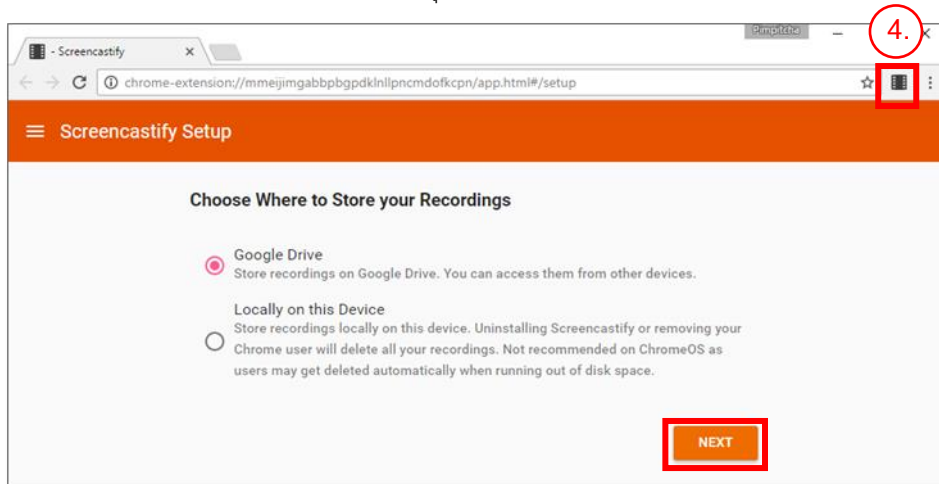 Pimpitcha
4.
- Screencastify
chrome-extension://mmeijimgabbpbgpdklnllpncmdofkcpn/app.html#/setup
Screencastify Setup
Choose Where to Store your Recordings
Google Drive
Store recordings on Google Drive. You can access them from other devices.
Locally on this Device
Store recordings locally on this device. Uninstalling Screencastify or removing your
Chrome user will delete all your recordings. Not recommended on ChromeOS as
users may get deleted automatically when running out of disk space.
NEXT